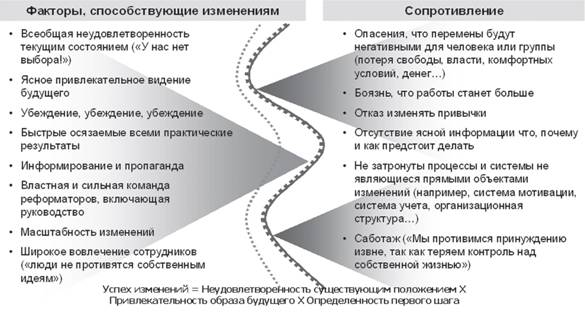 Факторы, способствующие изменениям
• Всеобщая неудовлетворенность
текущим состоянием («У нас нет
выбора!»)
• Ясное привлекательное видение
будущего
• Убеждение, убеждение, убеждение
• Быстрые осязаемые всеми практические
результаты
• Информирование и пропаганда
• Властная и сильная команда
реформаторов, включающая
руководство
• Масштабность изменений
• Широкое вовлечение сотрудников
(«люди не противятся собственным
идеям»)
Сопротивление
• Опасения, что перемены будут
негативными для человека или группы
(потеря свободы, власти, комфортных
условий, денег…)
• Боязнь, что работы станет больше
• Отказ изменять привычки
• Отсутствие ясной информации что, почему
и как предстоит делать
• Не затронуты процессы и системы не
являющиеся прямыми объектами
изменений (например, система мотивации,
система учета, организационная
структура…)
• Саботаж («Мы противимся принуждению
извне, так как теряем контроль над
собственной жизнью»)
Успех изменений = Неудовлетворенность существующим положением X
Привлекательность образа будущего X Определенность первого шага